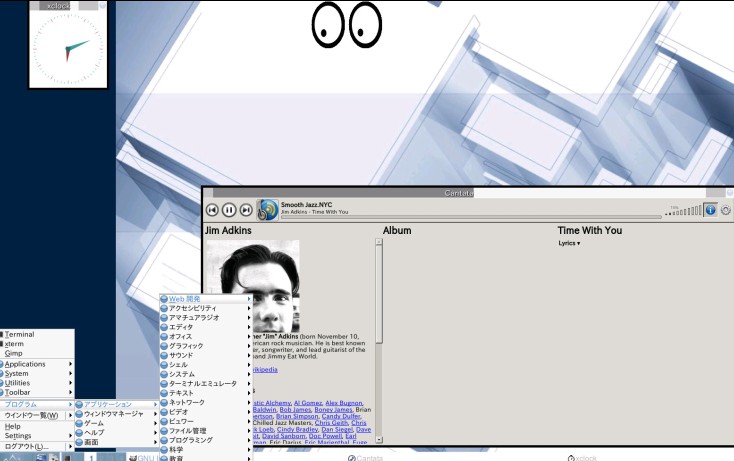 xclock
Cantata
Smooth Jazz.NYC
Jim Adkins - Time With You
Jim Adkins
Album
Time With You
Lyrics ▾
"Jim" Adkins (born November 10,
rican rock musician. He is best known
er, songwriter, and lead guitarist of the
band Jimmy Eat World.
ikipedia
stic Alchemy, Al Gomez, Alex Bugnon,
Baldwin, Bob James, Boney James, Brian
bertson, Brian Simpson, Candy Dulfer,
Chilled Jazz Masters, Chris Geith, Chris
k Loeb, Cindy Bradley, Dan Siegel, Dave
David Sanborn, Doc Powell, Earl
Eric Darius, Eric Marienthal, Euge
Terminal
xterm
Gimp
Applications
System
Utilities
Toolbar
プログラム
ウインドウ一覧(W)
Help
Settings
ログアウト(L)...
アプリケーション
ウィンドウマネージャ
ゲーム
ヘルプ
画面
Web 開発
アクセシビリティ
アマチュアラジオ
エディタ
オフィス
グラフィック
サウンド
シェル
システム
ターミナルエミュレータ
テキスト
ネットワーク
ビデオ
ビュワー
ファイル管理
プログラミング
科学
教育
1
GNU
Cantata
xclock